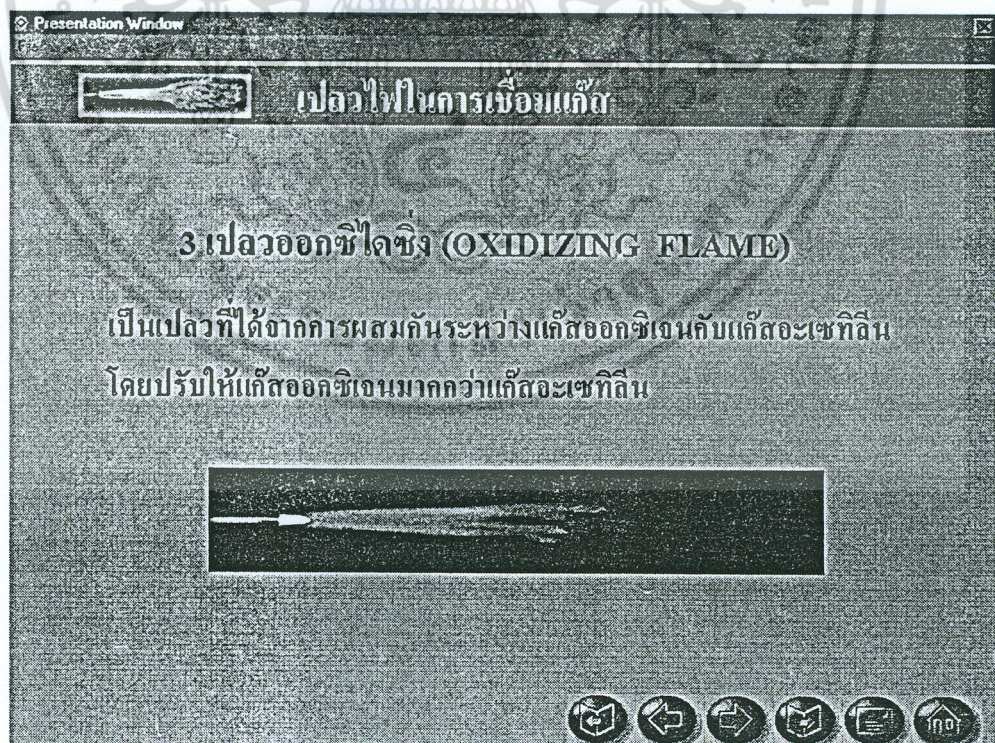 Presentation Window
เปลวไฟในการเชื่อมแก๊ส
3.เปลวออกซิไดซิ่ง (OXIDIZING FLAME)
เป็นเปลวที่ได้จากการผสมกันระหว่างแก๊สออกซิเจนกับแก๊สอะเซทิลีน
โดยปรับให้แก๊สออกซิเจนมากกว่าแก๊สอะเซทิลีน